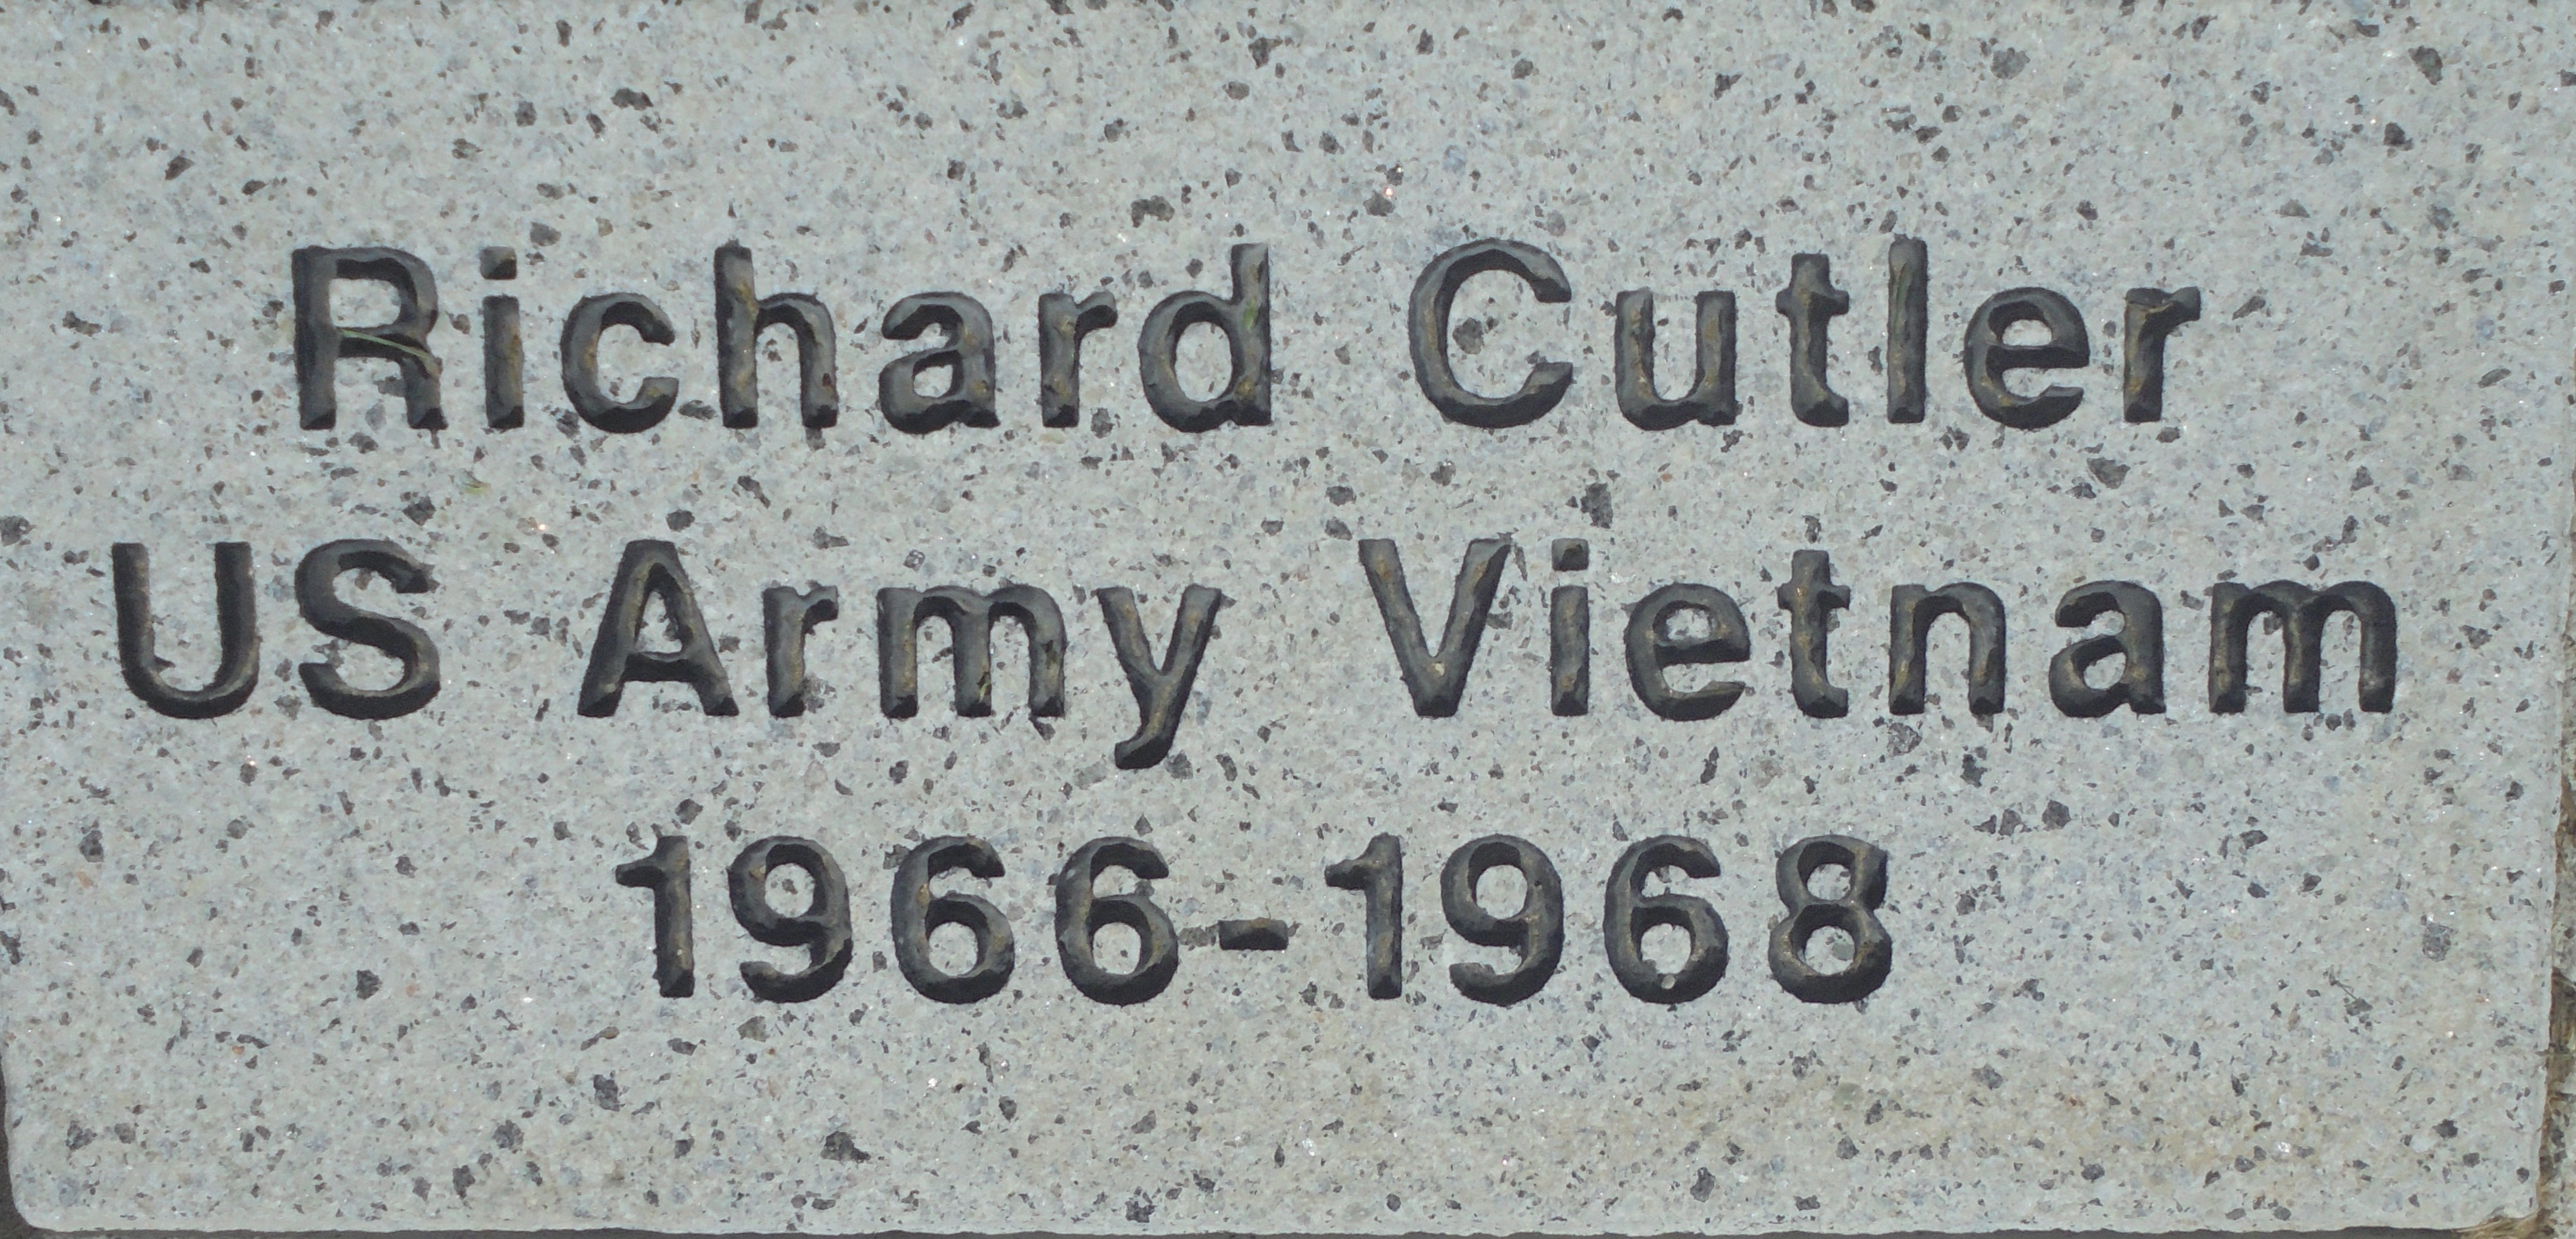 Richard Cutler
US Army Vietnam
1966-1968